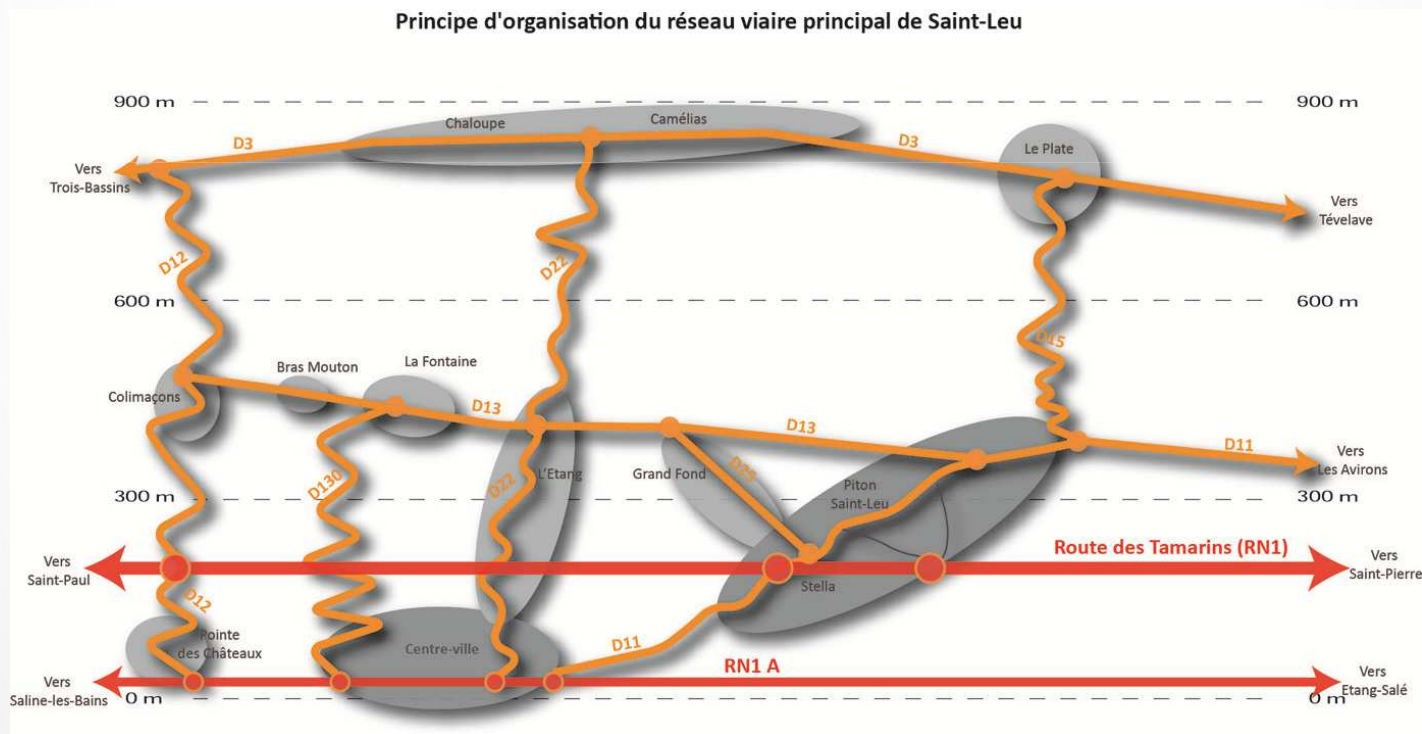 Principe d'organisation du réseau viaire principal de Saint-Leu
900 m
900 m
Chaloupe
Camélias
D3
D3
Le Plate
Vers
Trois-Bassins
Vers
Tévelave
D12
D22
600 m
600 m
D15
Bras Mouton
La Fontaine
Colimaçons
D13
D13
D11
Vers
Les Avirons
D130
D22
L'Etang
Grand Fond
D25
Piton
Saint-Leu
300 m
300 m
Route des Tamarins (RN1)
Vers
Saint-Paul
Vers
Saint-Pierre
Stella
D12
Pointe
des Châteaux
Centre-ville
D11
RN1 A
Vers
Saline-les-Bains
Vers
Etang-Salé
0 m
0 m